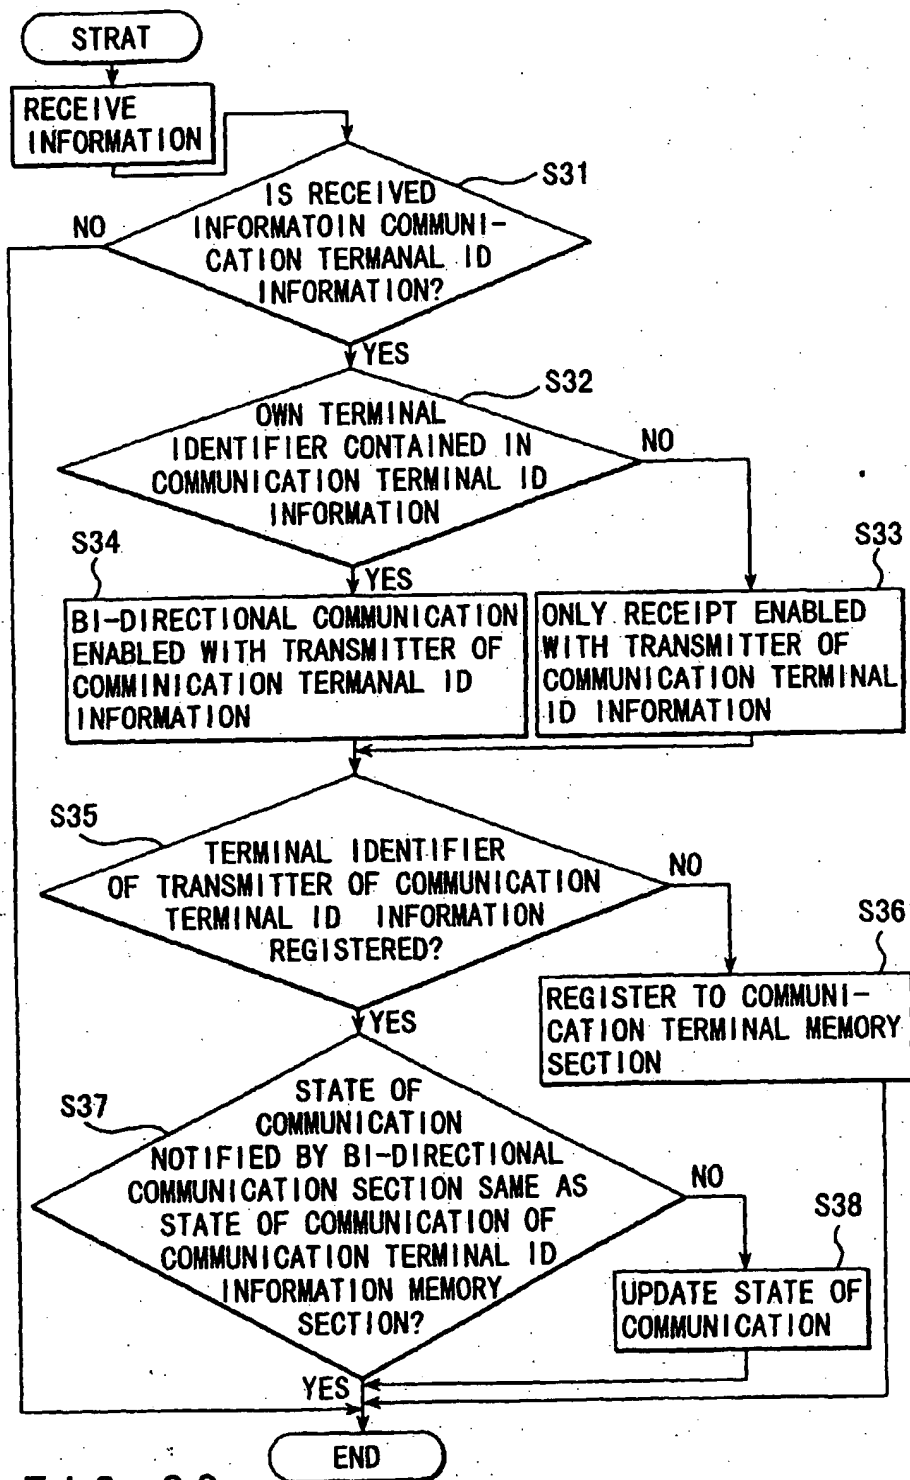 STRAT
RECEIVE
INFORMATION
S31
IS RECEIVED
INFORMATOIN COMMUNI-
CATION TERMANAL ID
INFORMATION?
NO
YES
S32
OWN TERMINAL
IDENTIFIER CONTAINED IN
COMMUNICATION TERMINAL ID
INFORMATION
NO
S34
YES
S33
BI-DIRECTIONAL COMMUNICATION
ENABLED WITH TRANSMITTER OF
COMMINICATION TERMANAL ID
INFORMATION
ONLY RECEIPT ENABLED
WITH TRANSMITTER OF
COMMUNICATION TERMINAL
ID INFORMATION
S35
TERMINAL IDENTIFIER
OF TRANSMITTER OF COMMUNICATION
TERMINAL ID INFORMATION
REGISTERED?
NO
S36
YES
REGISTER TO COMMUNI-
CATION TERMINAL MEMORY
SECTION
S37
STATE OF
COMMUNICATION
NOTIFIED BY BI-DIRECTIONAL
COMMUNICATION SECTION SAME AS
STATE OF COMMUNICATION OF
COMMUNICATION TERMINAL ID
INFORMATION MEMORY
SECTION?
NO
S38
UPDATE STATE OF
COMMUNICATION
YES
END